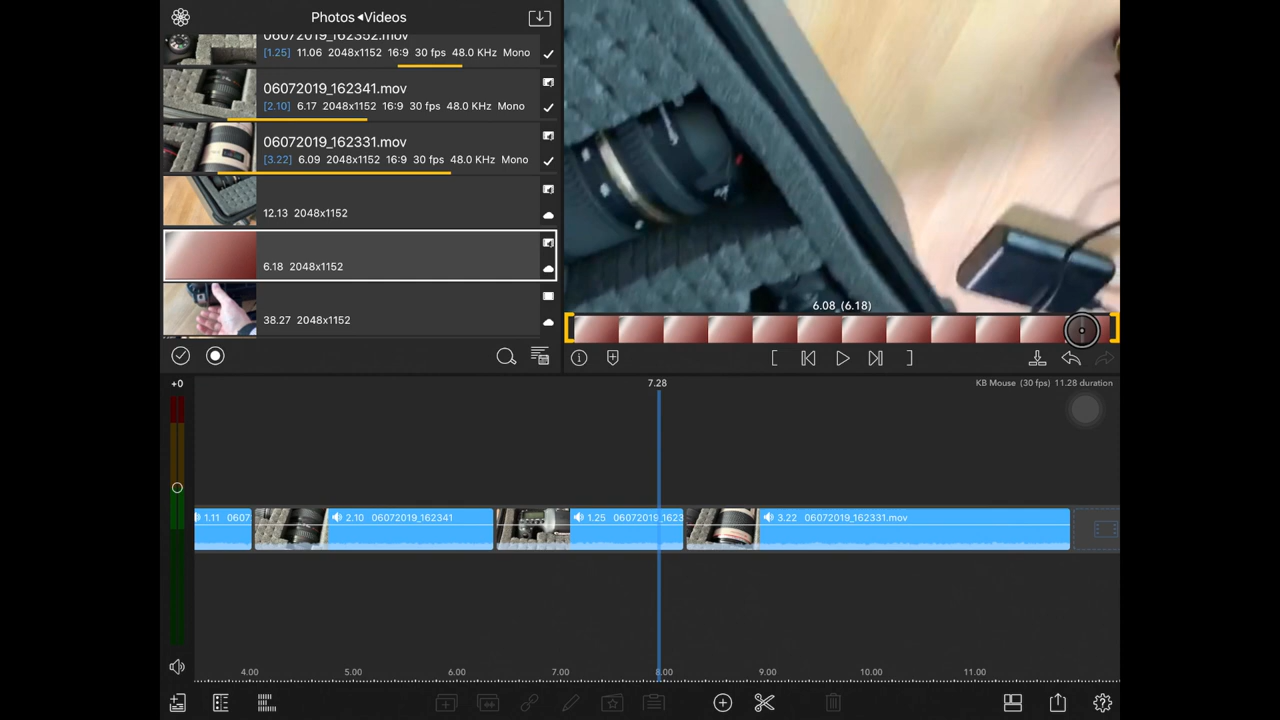 Photos◂Videos
06072019_162352.mov
[1.25] 11.06 2048x1152 16:9 30 fps 48.0 KHz Mono
06072019_162341.mov
[2.10] 6.17 2048x1152 16:9 30 fps 48.0 KHz Mono
06072019_162331.mov
[3.22] 6.09 2048x1152 16:9 30 fps 48.0 KHz Mono
12.13 2048x1152
6.18 2048x1152
38.27 2048x1152
6.08 (6.18)
+0
7.28
KB Mouse (30 fps) 11.28 duration
1.11 0607
2.10 06072019_162341
1.25 06072019_1623
3.22 06072019_162331.mov
4.00 5.00 6.00 7.00 8.00 9.00 10.00 11.00